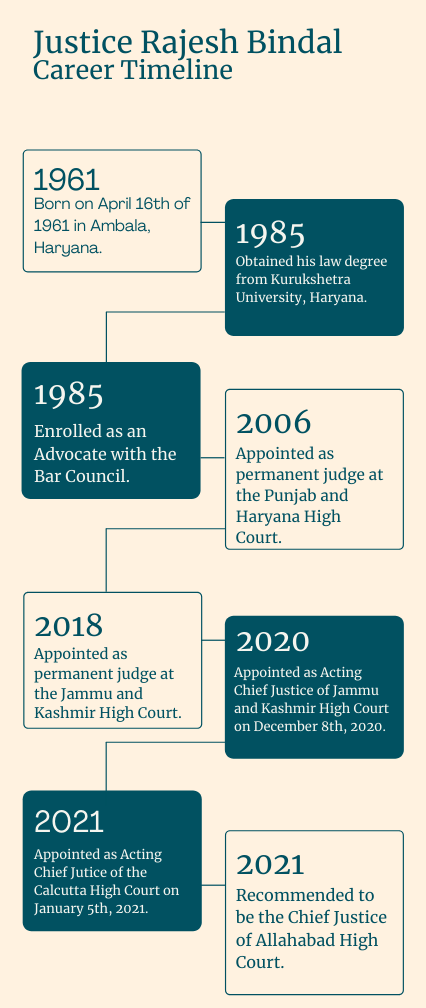 Justice Rajesh Bindal
Career Timeline
1961
Born on April 16th of
1961 in Ambala,
Haryana.
1985
Obtained his law degree
from Kurukshetra
University, Haryana.
1985
Enrolled as an
Advocate with the
Bar Council.
2006
Appointed as
permanent judge at
the Punjab and
Haryana High
Court.
2018
Appointed as
permanent judge at
the Jammu and
Kashmir High Court.
2020
Appointed as Acting
Chief Justice of Jammu
and Kashmir High Court
on December 8th, 2020.
2021
Appointed as Acting
Chief Jutice of the
Calcutta High Court on
January 5th, 2021.
2021
Recommended to
be the Chief Justice
of Allahabad High
Court.